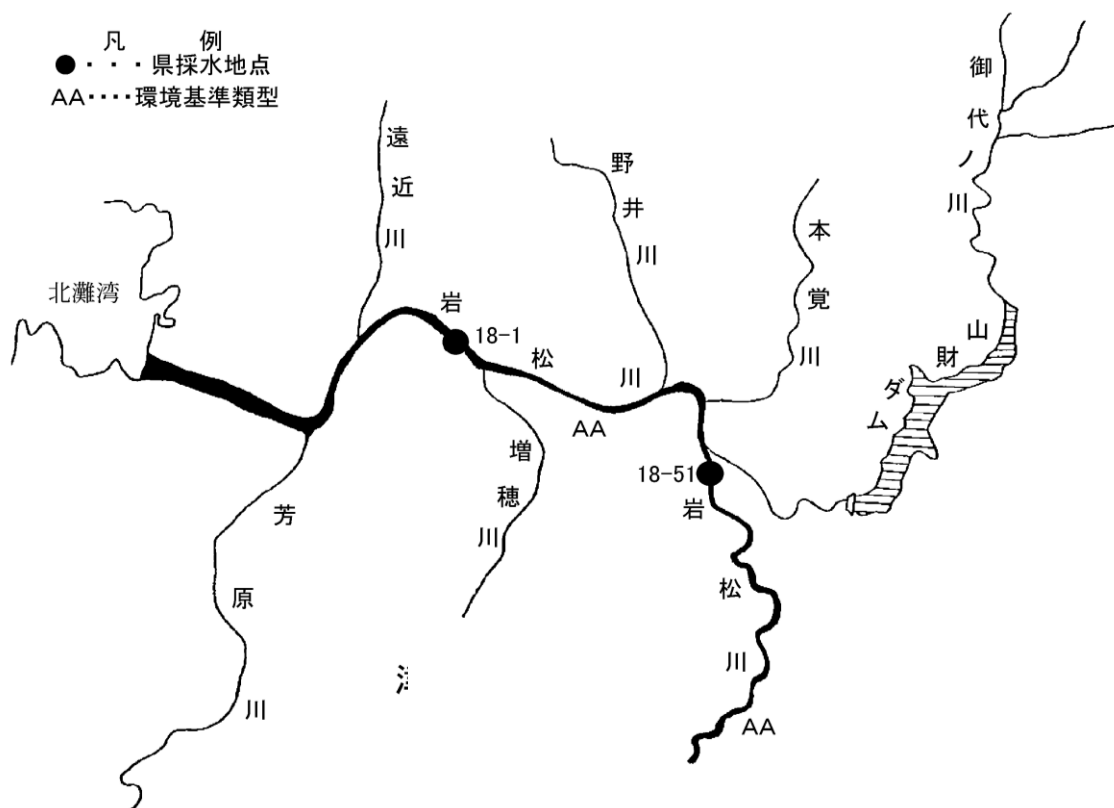 凡例
●・・・県採水地点
AA・・・・環境基準類型
御代ノ川
遠近川
野井川
本覚川
北灘湾
岩松川
18-1
山財ダム
AA
増穂川
18-51
岩松川
芳原川
AA